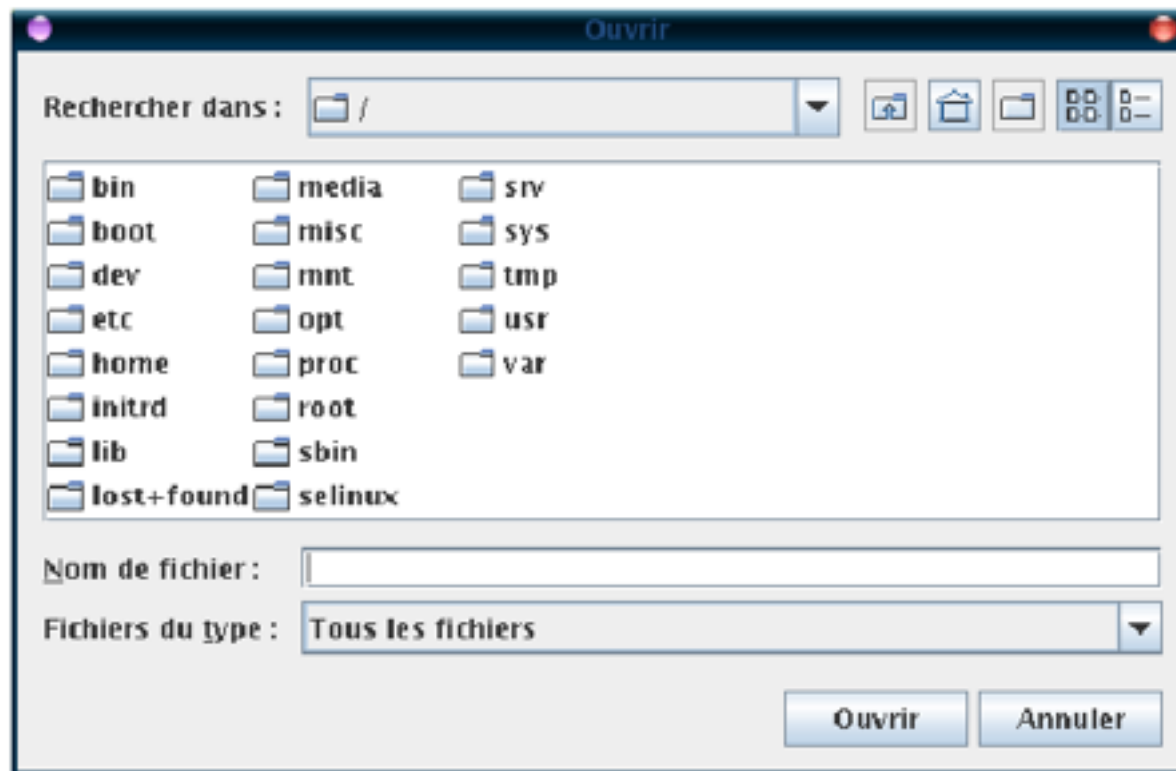 Ouvrir
Rechercher dans : /
bin media srv
boot misc sys
dev mnt tmp
etc opt usr
home proc var
initrd root
lib sbin
lost+found selinux
Nom de fichier :
Fichiers du type : Tous les fichiers
Ouvrir Annuler